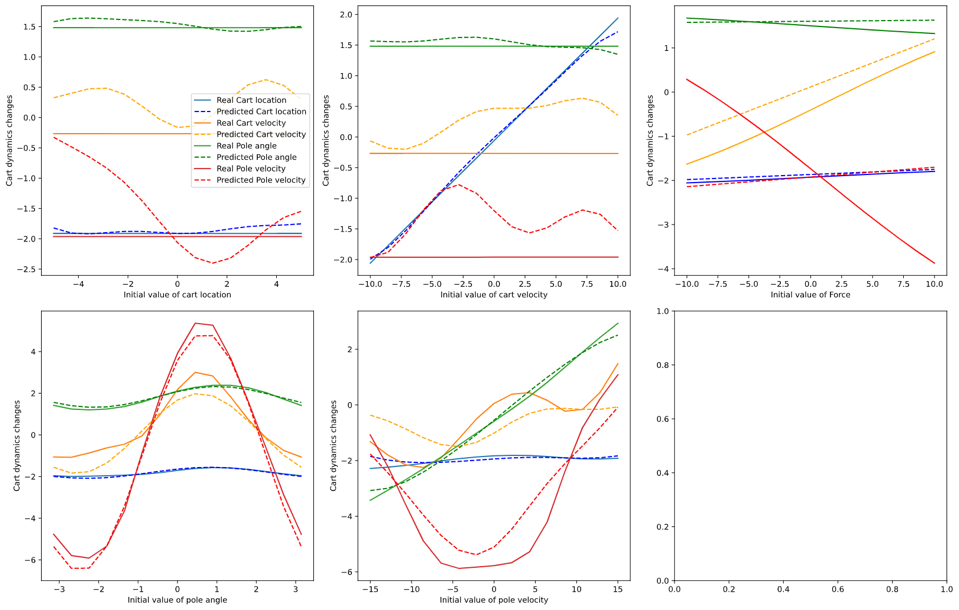 2.0
1.5
1.5
1
1.0
1.0
0
0.5
0.5
Real Cart location
Predicted Cart location
Real Cart velocity
Predicted Cart velocity
Real Pole angle
Predicted Pole angle
Real Pole velocity
Predicted Pole velocity
0.0
0.0
−1
−0.5
−0.5
−2
−1.0
−1.0
−3
−1.5
−1.5
−2.0
−2.0
−4
−2.5
Cart dynamics changes
Cart dynamics changes
Cart dynamics changes
−4 −2 0 2 4
−10.0 −7.5 −5.0 −2.5 0.0 2.5 5.0 7.5 10.0
−10.0 −7.5 −5.0 −2.5 0.0 2.5 5.0 7.5 10.0
Initial value of cart location
Initial value of cart velocity
Initial value of Force
4
2
0
−2
−4
−6
Cart dynamics changes
−3 −2 −1 0 1 2 3
Initial value of pole angle
2
0
−2
−4
−6
Cart dynamics changes
−15 −10 −5 0 5 10 15
Initial value of pole velocity
1.0
0.8
0.6
0.4
0.2
0.0
0.0 0.2 0.4 0.6 0.8 1.0